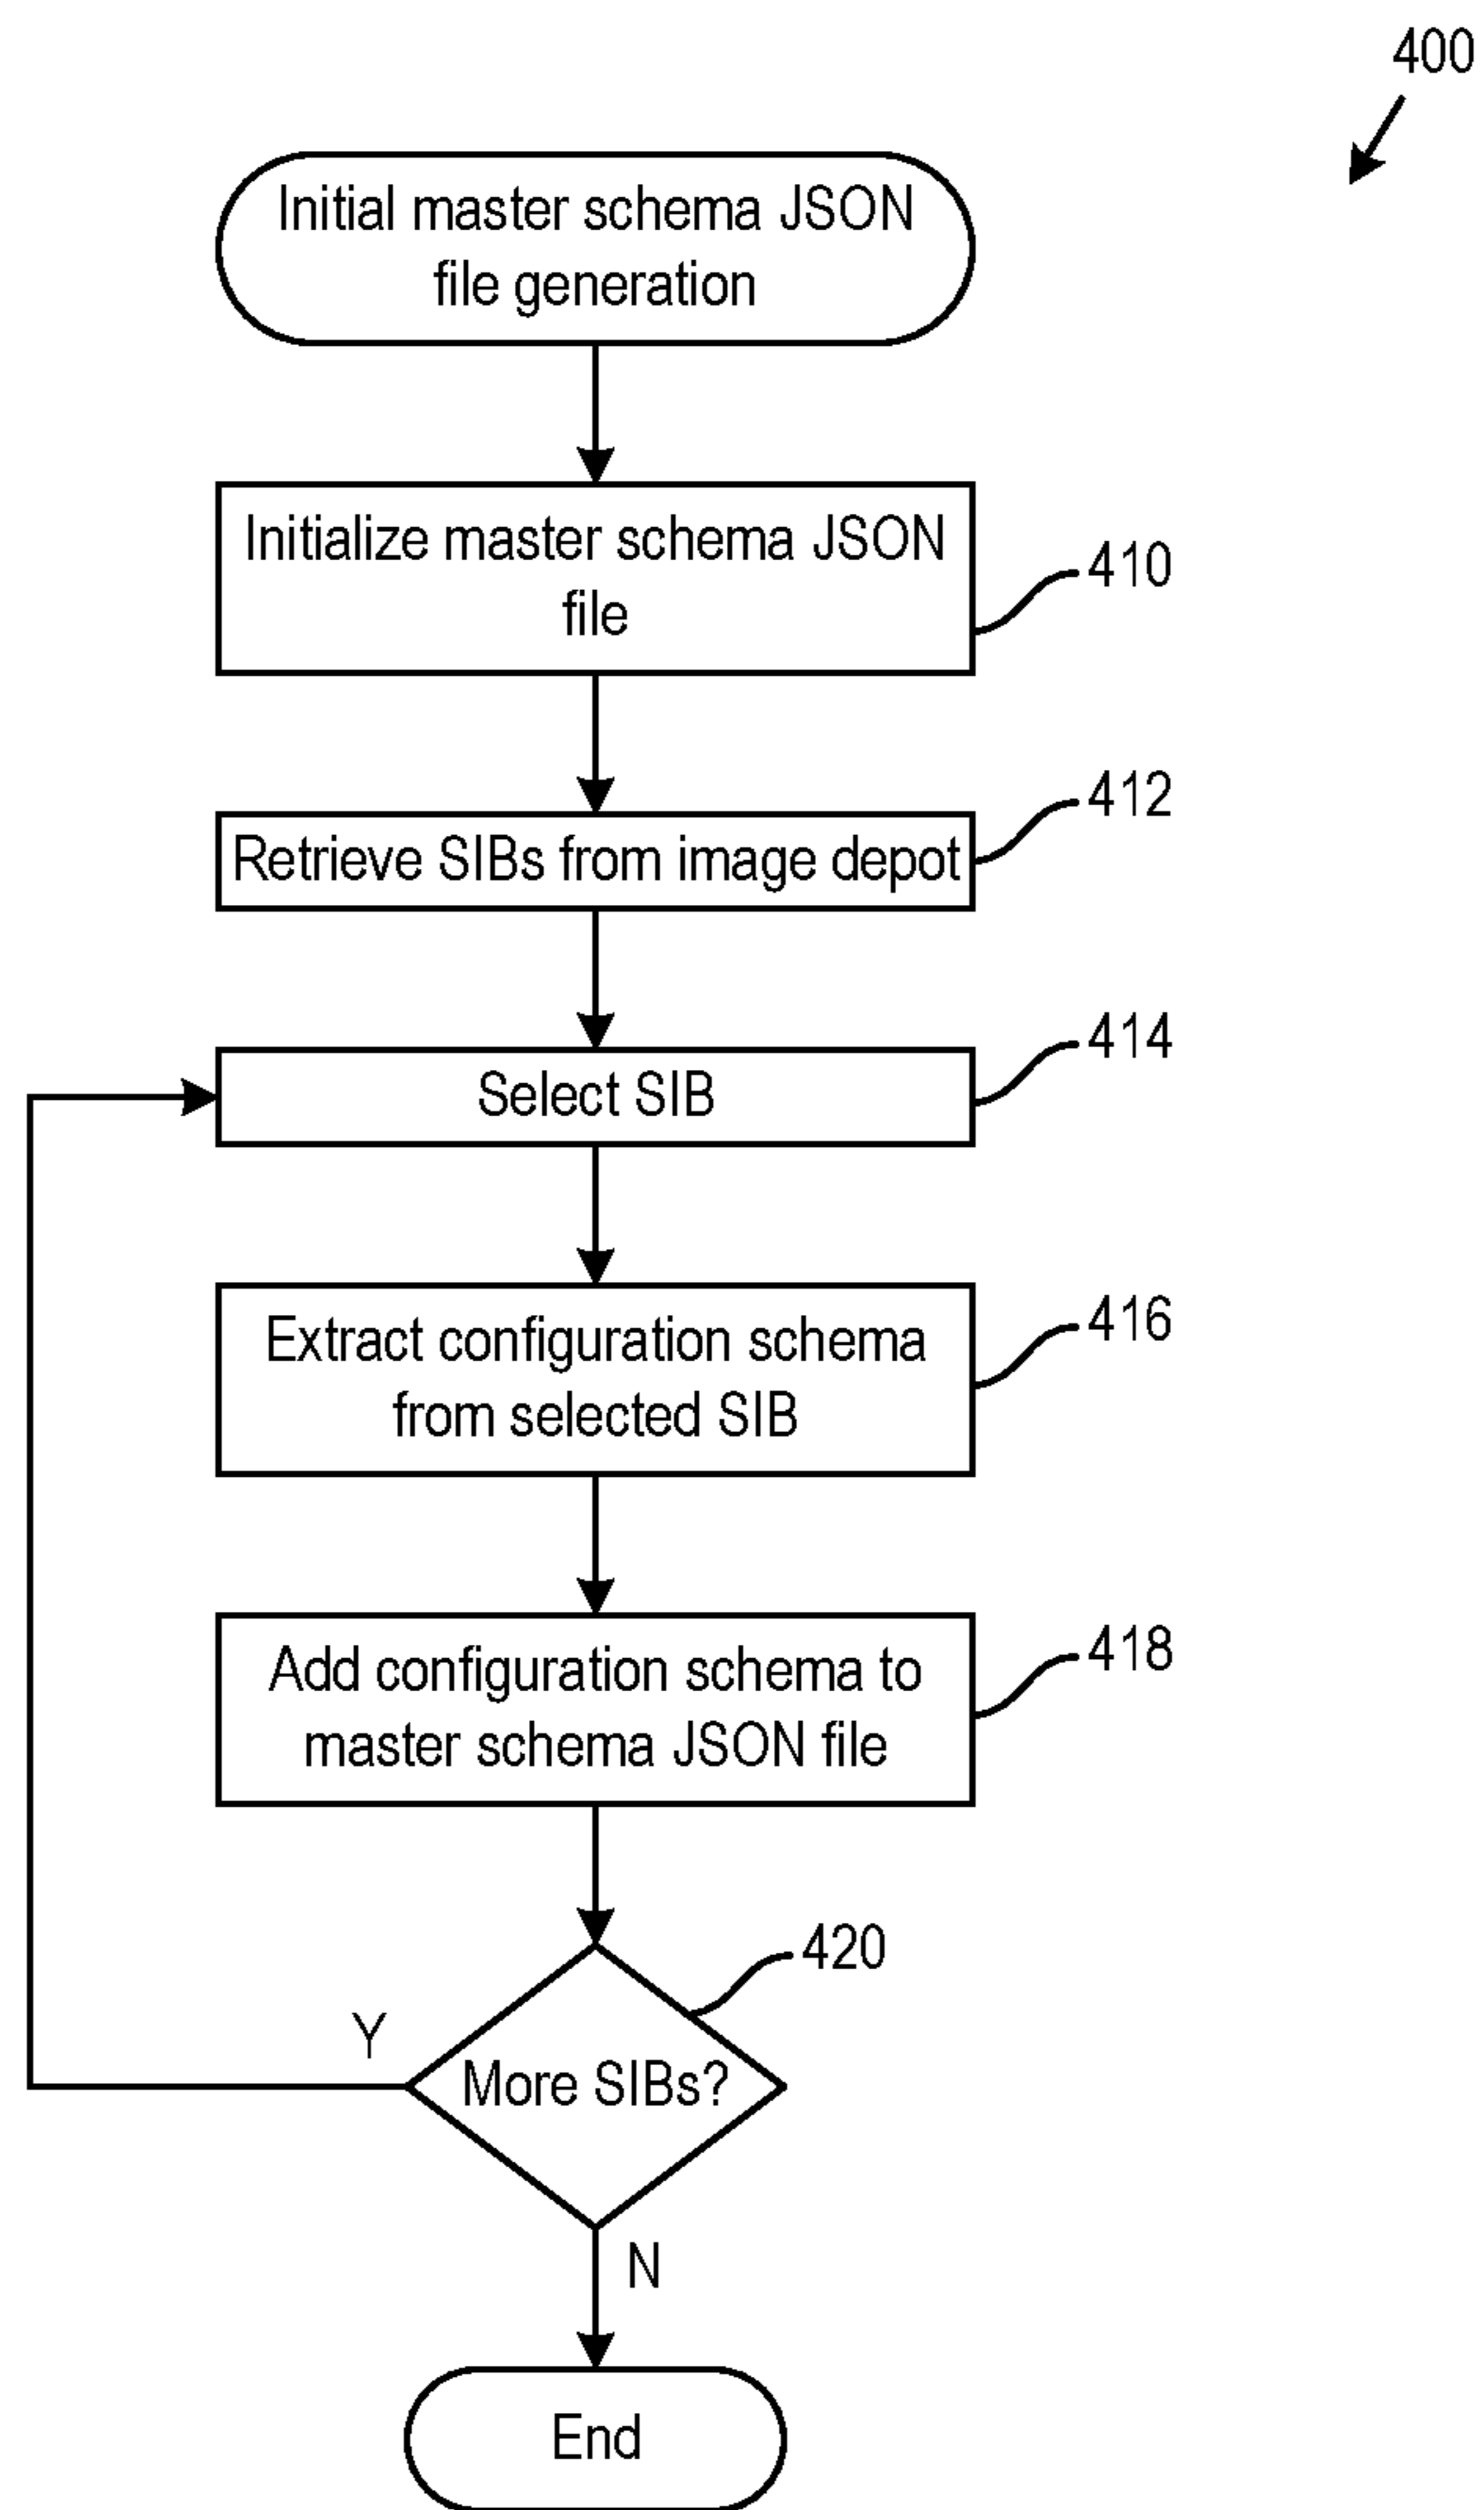 400
Initial master schema JSON
file generation
Initialize master schema JSON
file
410
Retrieve SIBs from image depot
412
Select SIB
414
Extract configuration schema
from selected SIB
416
Add configuration schema to
master schema JSON file
418
420
Y
More SIBs?
N
End